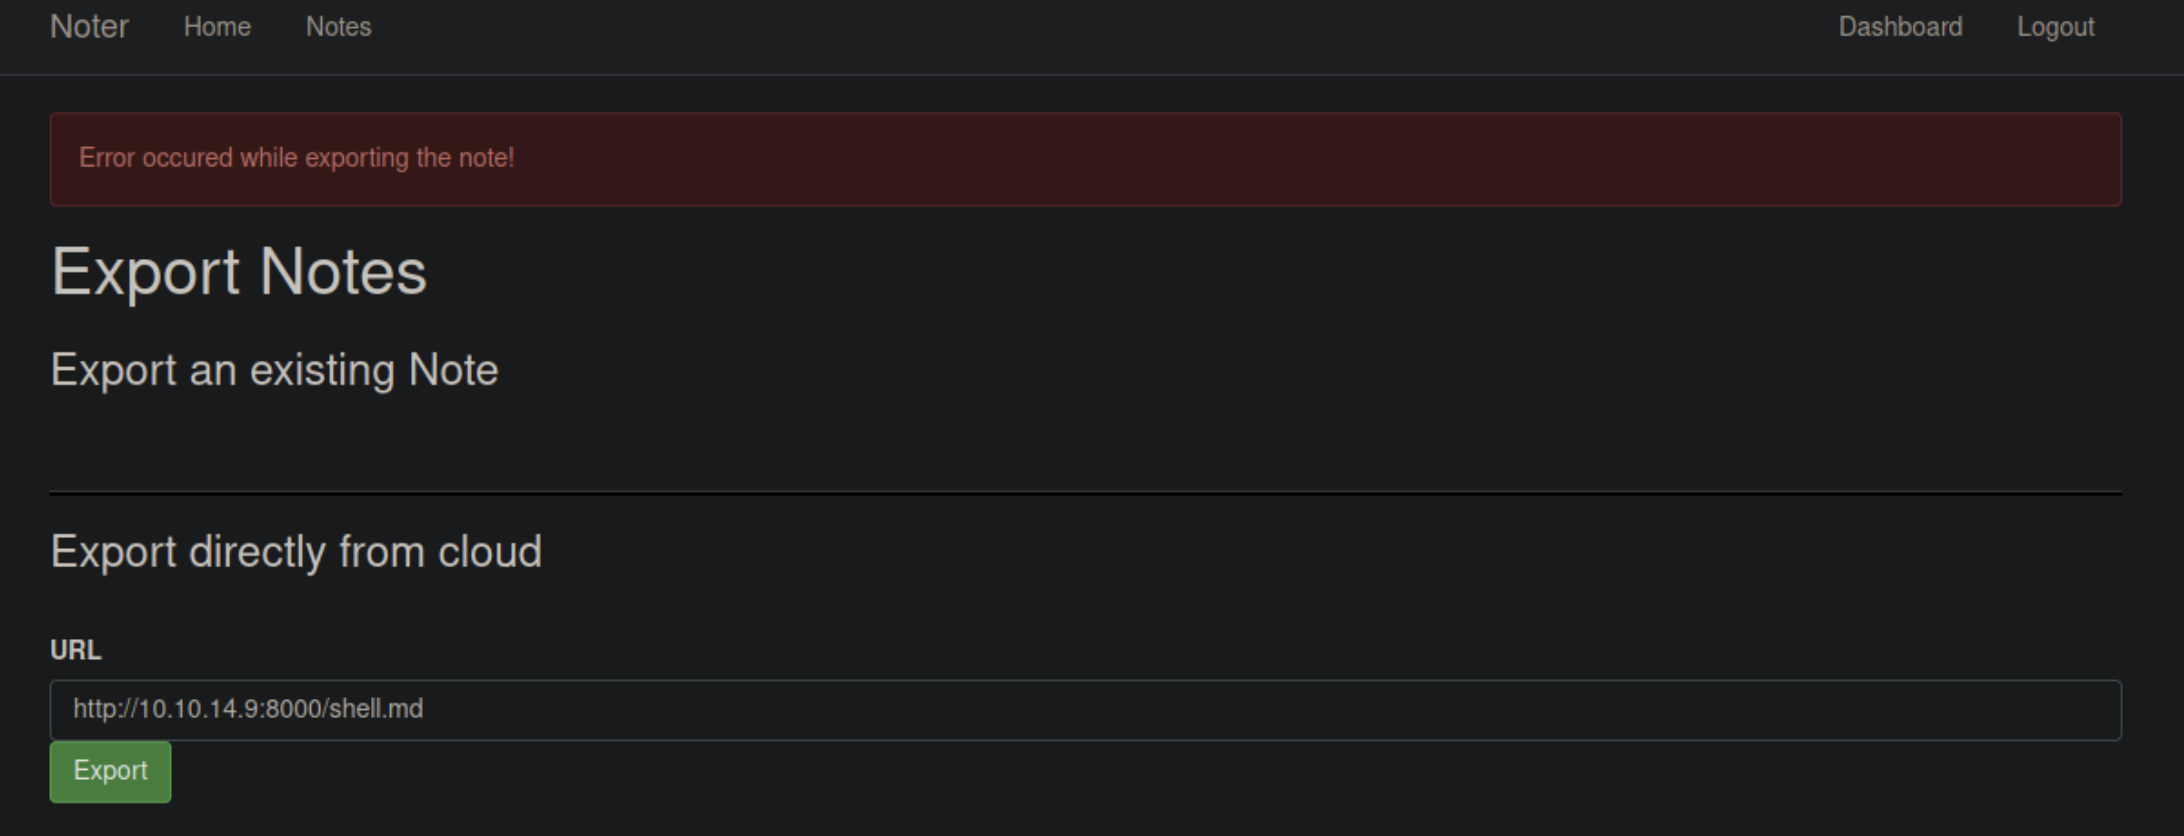 Noter Home Notes Dashboard Logout
Error occured while exporting the note!
Export Notes
Export an existing Note
Export directly from cloud
URL
http://10.10.14.9:8000/shell.md
Export